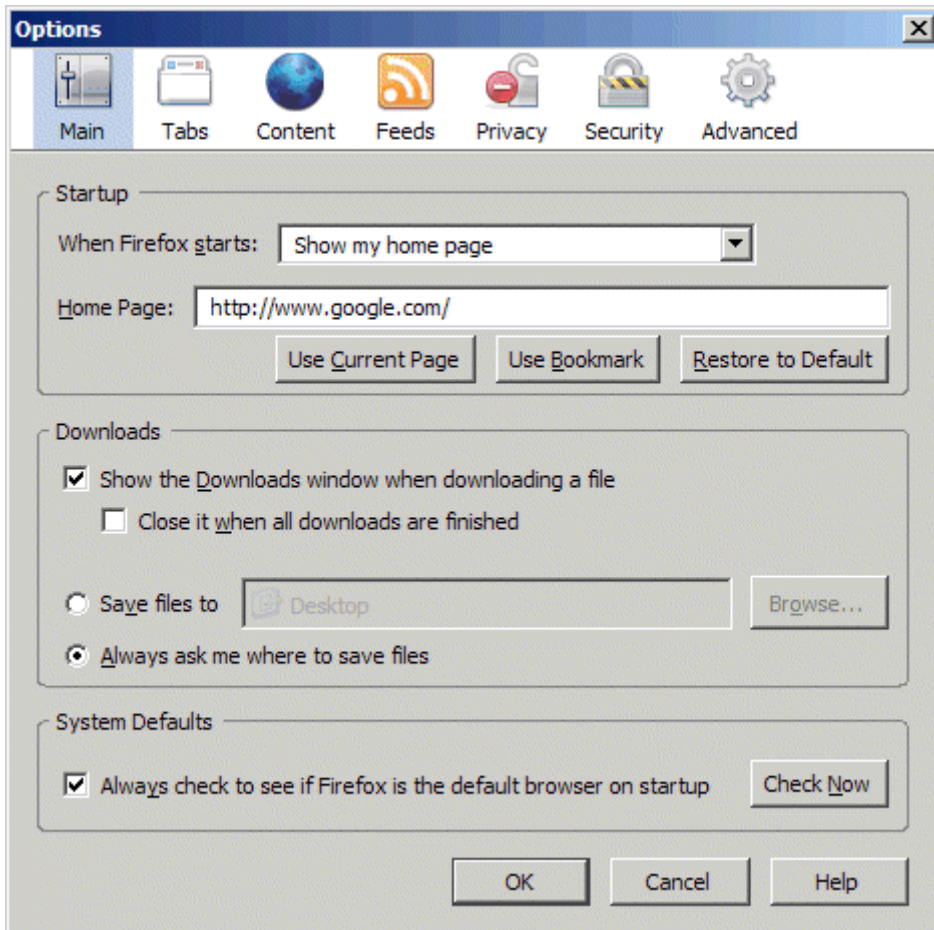 Options
Main Tabs Content Feeds Privacy Security Advanced
Startup
When Firefox starts: Show my home page
Home Page: http://www.google.com/
Use Current Page Use Bookmark Restore to Default
Downloads
Show the Downloads window when downloading a file
Close it when all downloads are finished
Save files to Desktop Browse...
Always ask me where to save files
System Defaults
Always check to see if Firefox is the default browser on startup Check Now
OK Cancel Help